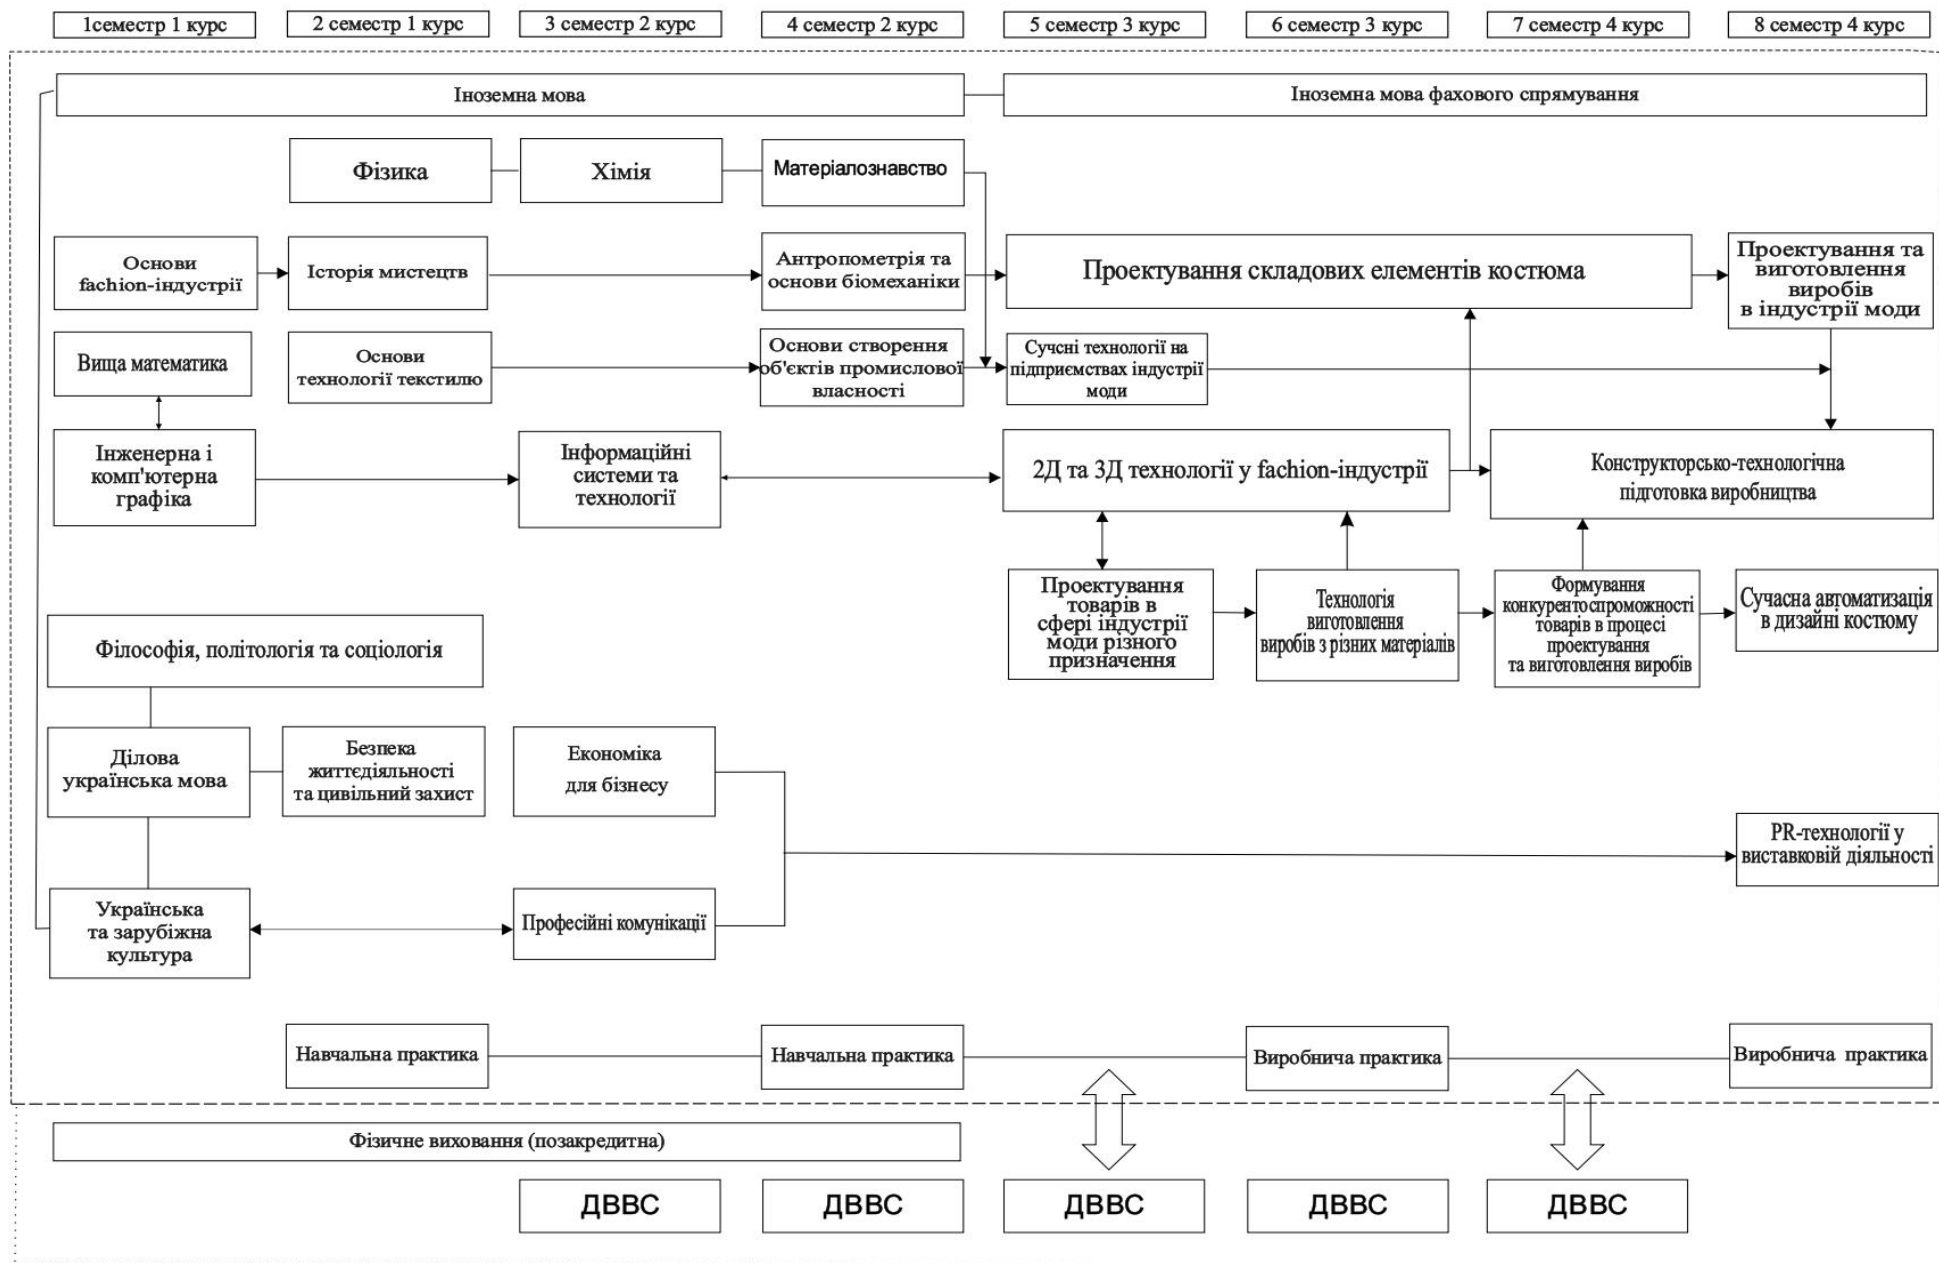 1семестр 1 курс
2 семестр 1 курс
3 семестр 2 курс
4 семестр 2 курс
5 семестр 3 курс
6 семестр 3 курс
7 семестр 4 курс
8 семестр 4 курс
Іноземна мова
Іноземна мова фахового спрямування
Фізика
Хімія
Матеріалознавство
Основи
fachion-індустрії
Історія мистецтв
Антропометрія та
основи біомеханіки
Проектування складових елементів костюма
Проектування та
виготовлення
виробів
в індустрії моди
Вища математика
Основи
технології текстилю
Основи створення
об'єктів промислової
власності
Сучсні технології на
підприємствах індустрії
моди
Інженерна і
комп'ютерна
графіка
Інформаційні
системи та
технології
2Д та 3Д технології у fachion-індустрії
Конструкторсько-технологічна
підготовка виробництва
Проектування
товарів в
сфері індустрії
моди різного
призначення
Технологія
виготовлення
виробів з різних матеріалів
Формування
конкурентоспроможності
товарів в процесі
проектування
та виготовлення виробів
Сучасна автоматизація
в дизайні костюму
Філософія, політологія та соціологія
Ділова
українська мова
Безпека
життєдіяльності
та цивільний захист
Економіка
для бізнесу
PR-технології у
виставковій діяльності
Українська
та зарубіжна
культура
Професійні комунікації
Навчальна практика
Навчальна практика
Виробнича практика
Виробнича практика
Фізичне виховання (позакредитна)
ДВВС
ДВВС
ДВВС
ДВВС
ДВВС